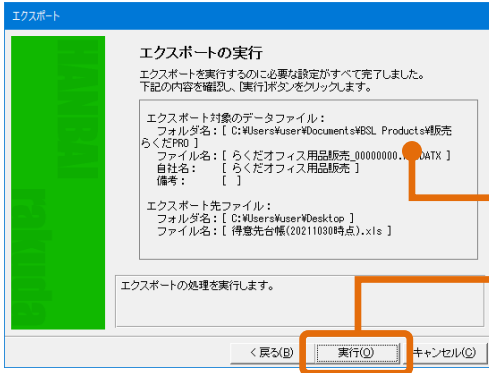 エクスポート
HANBAI
rakuda
エクスポートの実行
エクスポートを実行するのに必要な設定がすべて完了しました。
下記の内容を確認し、[実行]ボタンをクリックします。
エクスポート対象のデータファイル：
フォルダ名：[ C:¥Users¥user¥Documents¥BSL Products¥販売
らくだPRO ]
ファイル名：[ らくだオフィス用品販売_00000000. DATX ]
自社名： [ らくだオフィス用品販売 ]
備考： [ ]
エクスポート先ファイル：
フォルダ名：[ C:¥Users¥user¥Desktop ]
ファイル名：[ 得意先台帳(20211030時点).xls ]
エクスポートの処理を実行します。
< 戻る(B)
実行(O)
キャンセル(C)